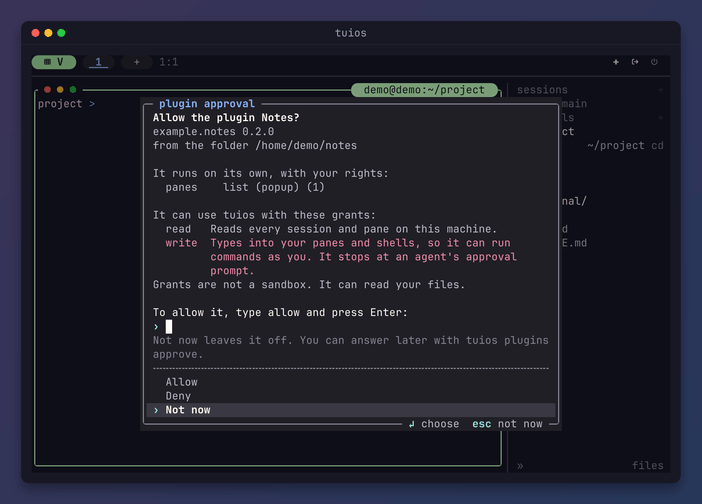 tuios
V 1 + 1:1
demo@demo:~/project
sessions
project >
main
plugin approval
ls
Allow the plugin Notes?
ct
example.notes 0.2.0
from the folder /home/demo/notes
~/project cd
It runs on its own, with your rights:
panes list (popup) (1)
nal/
It can use tuios with these grants:
read Reads every session and pane on this machine.
d
write Types into your panes and shells, so it can run
E.md
commands as you. It stops at an agent's approval
prompt.
Grants are not a sandbox. It can read your files.
To allow it, type allow and press Enter:
›
Not now leaves it off. You can answer later with tuios plugins
approve.
Allow
Deny
› Not now
↲ choose esc not now
» files